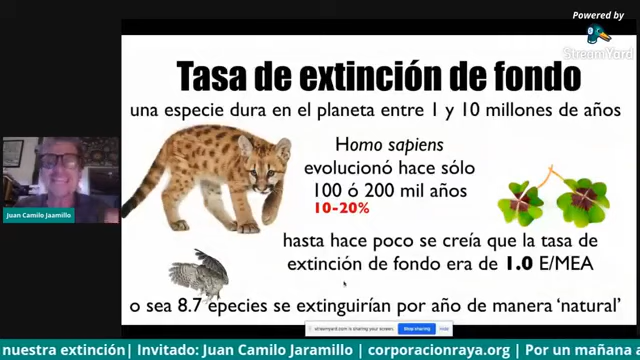 Powered by
StreamYard
Tasa de extinción de fondo
una especie dura en el planeta entre 1 y 10 millones de años
Homo sapiens
evolucionó hace sólo
100 ó 200 mil años
10-20%
Juan Camilo Jaamillo
hasta hace poco se creía que la tasa de
extinción de fondo era de 1.0 E/MEA
o sea 8.7 epecies se extinguirían por año de manera ‘natural’
streamyard.com is sharing your screen. Stop sharing Hide
nuestra extinción| Invitado: Juan Camilo Jaramillo | corporacionraya.org | Por un mañana